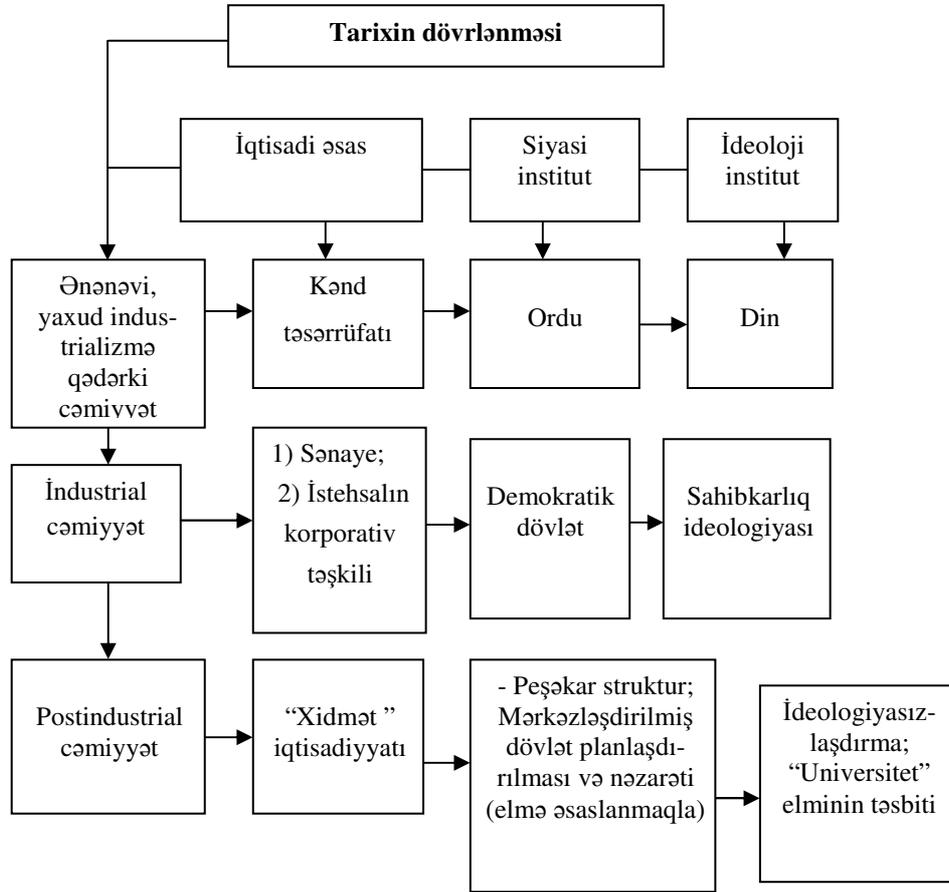 Tarixin dövrlənməsi
İqtisadi əsas
Siyasi
institut
İdeoloji
institut
Ənənəvi,
yaxud indus-
trializmə
qədərki
cəmiyyət
Kənd
təsərrüfatı
Ordu
Din
İndustrial
cəmiyyət
1) Sənaye;
2) İstehsalın
korporativ
təşkili
Demokratik
dövlət
Sahibkarlıq
ideologiyası
Postindustrial
cəmiyyət
“Xidmət ”
iqtisadiyyatı
- Peşəkar struktur;
Mərkəzləşdirilmiş
dövlət planlaşdı-
rılması və nəzarəti
(elmə əsaslanmaqla)
İdeologiyasız-
laşdırma;
“Universitet”
elminin təsbiti